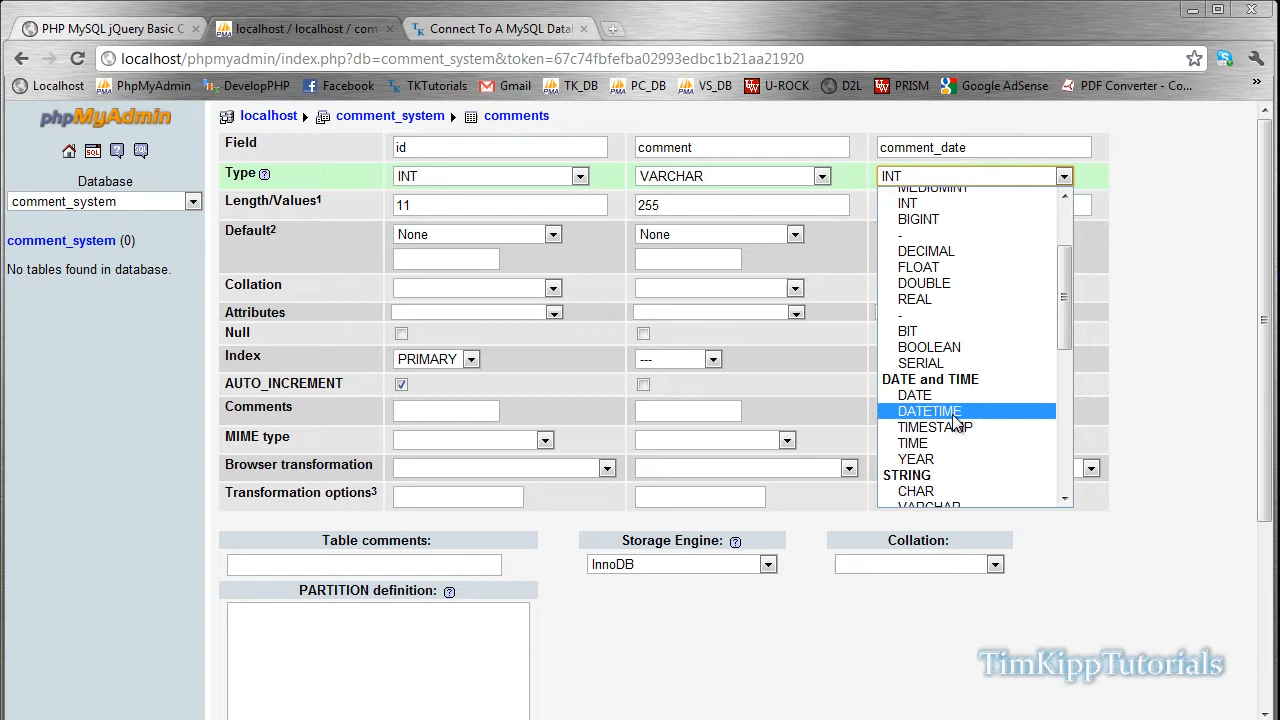 PHP MySQL jQuery Basic C
localhost / localhost / com
Connect To A MySQL Data
localhost/phpmyadmin/index.php?db=comment_system&token=67c74fbfefba02993edbc1b21aa21920
Localhost
PhpMyAdmin
DevelopPHP
Facebook
TKTutorials
Gmail
TK_DB
PC_DB
VS_DB
U-ROCK
D2L
PRISM
Google AdSense
PDF Converter - Co...
»
phpMyAdmin
SQL
Database
comment_system
comment_system (0)
No tables found in database.
localhost
comment_system
comments
Field
id
comment
comment_date
Type
INT
VARCHAR
INT
Length/Values1
11
255
Default2
None
None
Collation
Attributes
Null
Index
PRIMARY
---
AUTO_INCREMENT
Comments
MIME type
Browser transformation
Transformation options3
MEDIUMINT
INT
BIGINT
-
DECIMAL
FLOAT
DOUBLE
REAL
-
BIT
BOOLEAN
SERIAL
DATE and TIME
DATE
DATETIME
TIMESTAMP
TIME
YEAR
STRING
CHAR
VARCHAR
Table comments:
Storage Engine:
InnoDB
Collation:
PARTITION definition:
TimKippTutorials